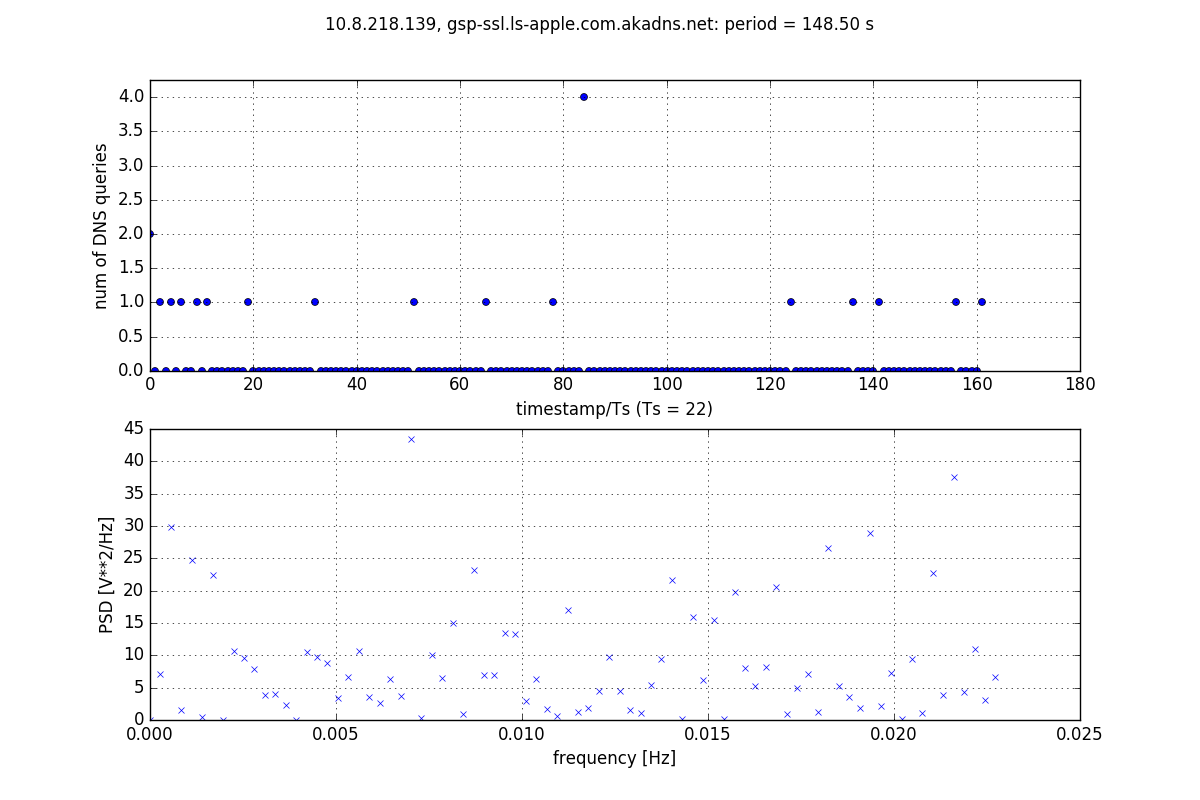 10.8.218.139, gsp-ssl.ls-apple.com.akadns.net: period = 148.50 s
num of DNS queries
4.0
3.5
3.0
2.5
2.0
1.5
1.0
0.5
0.0
0 20 40 60 80 100 120 140 160 180
timestamp/Ts (Ts = 22)
PSD [V**2/Hz]
45
40
35
30
25
20
15
10
5
0
0.000 0.005 0.010 0.015 0.020 0.025
frequency [Hz]